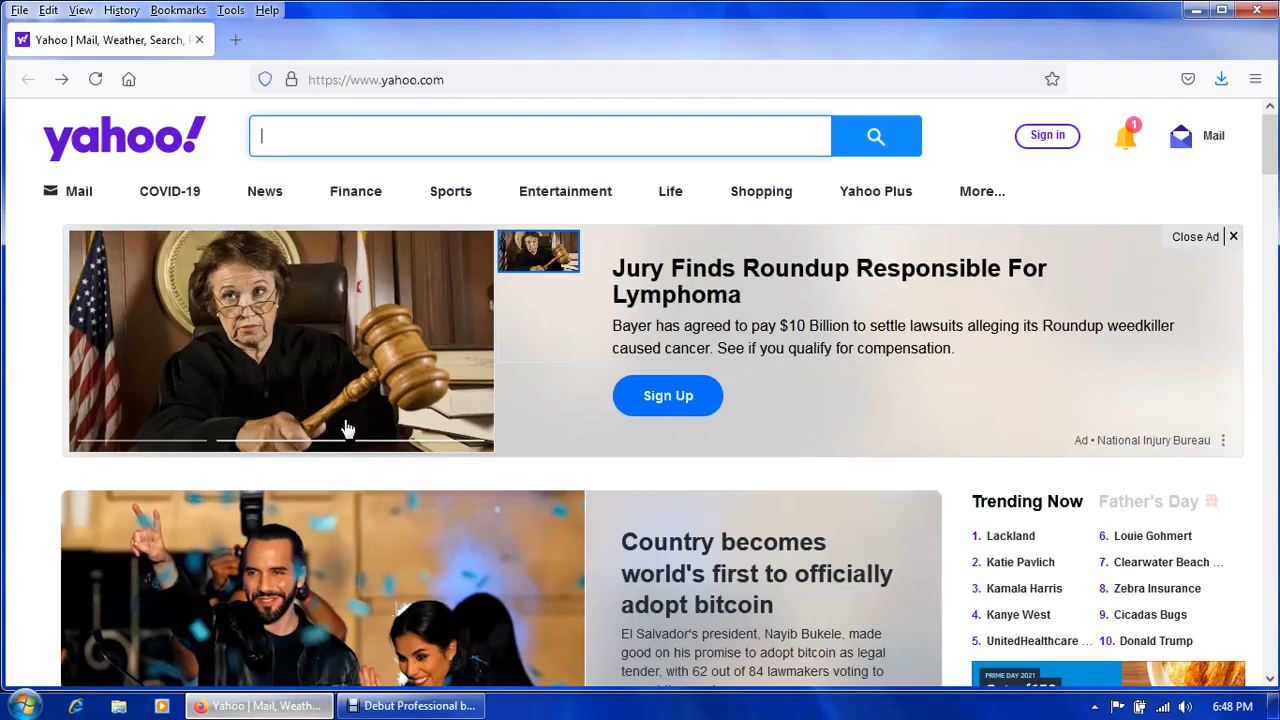 File Edit View History Bookmarks Tools Help
Yahoo | Mail, Weather, Search,
https://www.yahoo.com
yahoo!
Sign in
1
Mail
Mail COVID-19 News Finance Sports Entertainment Life Shopping Yahoo Plus More...
Close Ad
Jury Finds Roundup Responsible For
Lymphoma
Bayer has agreed to pay $10 Billion to settle lawsuits alleging its Roundup weedkiller
caused cancer. See if you qualify for compensation.
Sign Up
Ad • National Injury Bureau
Country becomes
world's first to officially
adopt bitcoin
El Salvador's president, Nayib Bukele, made
good on his promise to adopt bitcoin as legal
tender, with 62 out of 84 lawmakers voting to
Trending Now Father's Day
1. Lackland
2. Katie Pavlich
3. Kamala Harris
4. Kanye West
5. UnitedHealthcare ...
6. Louie Gohmert
7. Clearwater Beach ...
8. Zebra Insurance
9. Cicadas Bugs
10. Donald Trump
PRIME DAY 2021
Yahoo | Mail, Weath...
Debut Professional b...
6:48 PM